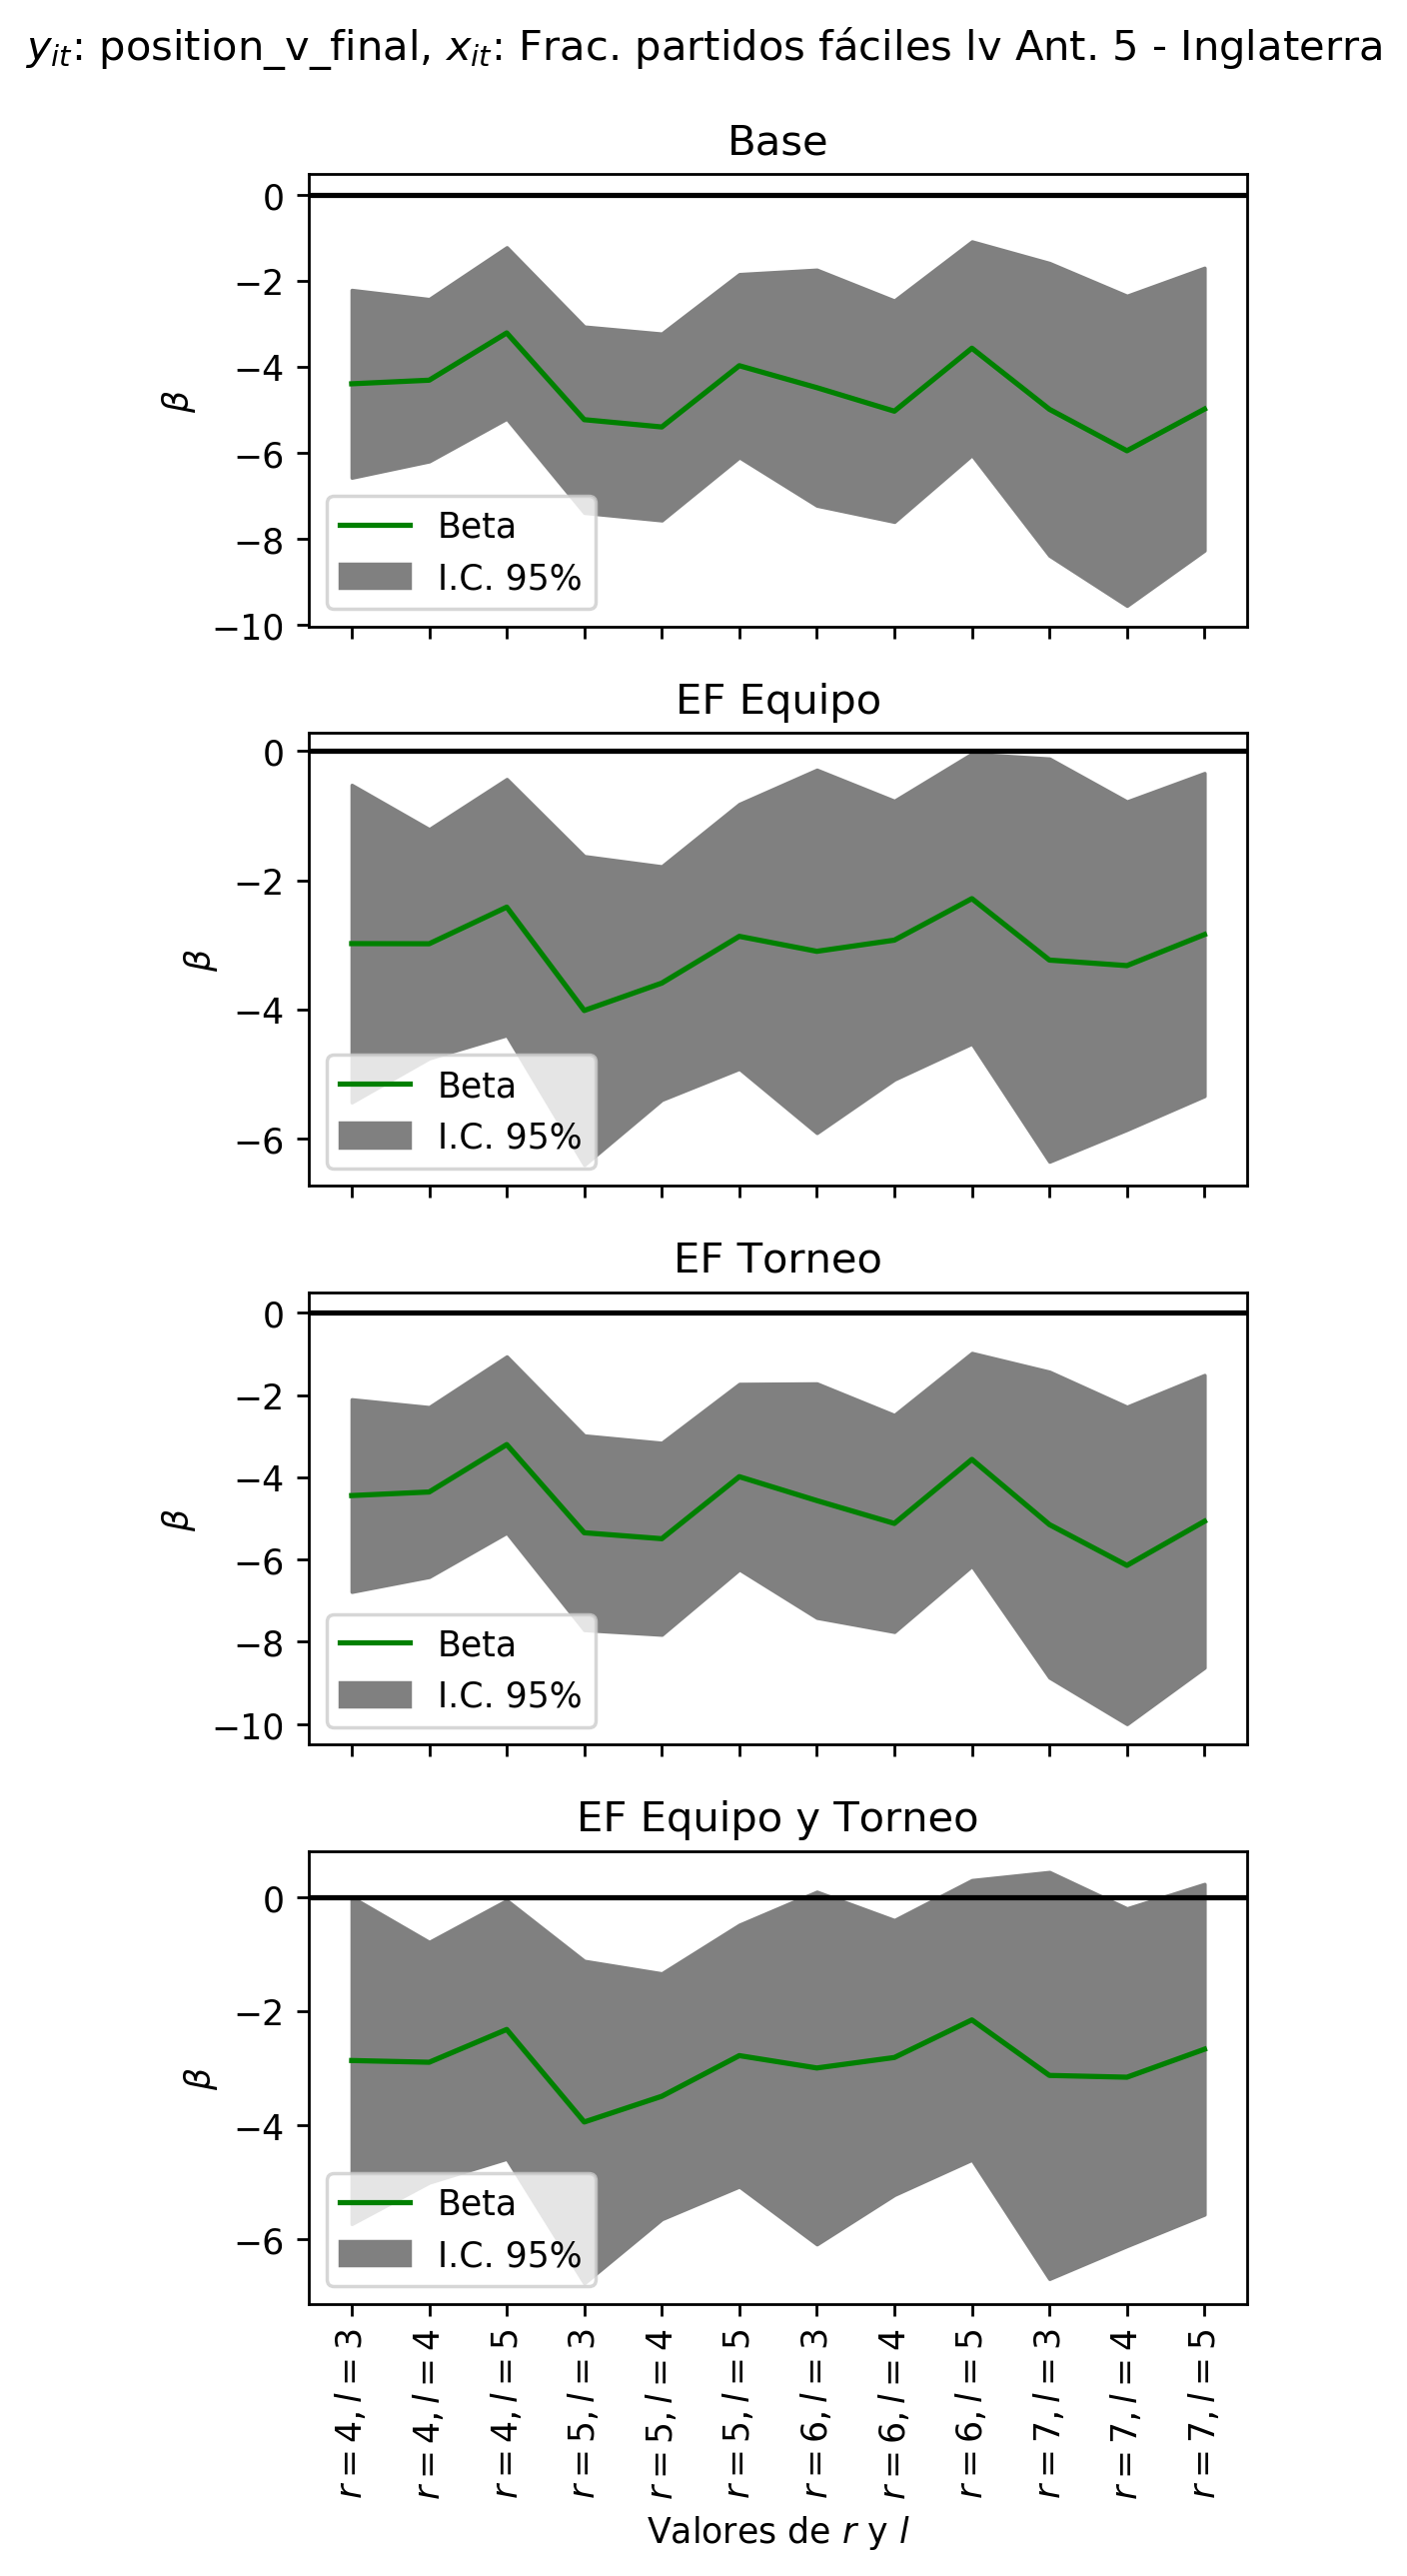 y_it: position_v_final, x_it: Frac. partidos fáciles lv Ant. 5 - Inglaterra
Base
0
−2
−4
−6
−8
−10
β
Beta
I.C. 95%
EF Equipo
0
−2
−4
−6
β
Beta
I.C. 95%
EF Torneo
0
−2
−4
−6
−8
−10
β
Beta
I.C. 95%
EF Equipo y Torneo
0
−2
−4
−6
β
Beta
I.C. 95%
r = 4, l = 3
r = 4, l = 4
r = 4, l = 5
r = 5, l = 3
r = 5, l = 4
r = 5, l = 5
r = 6, l = 3
r = 6, l = 4
r = 6, l = 5
r = 7, l = 3
r = 7, l = 4
r = 7, l = 5
Valores de r y l